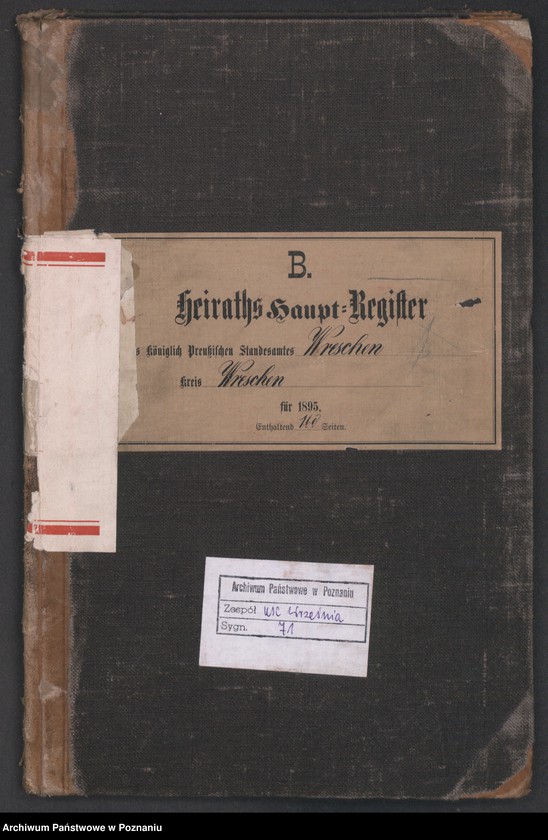 B.
Heiraths Haupt-Register
s Königlich Preußischen Standesamtes Wreschen
Kreis Wreschen
für 1895.
Enthaltend Seiten.
Archiwum Państwowe w Poznaniu
Zespół USC Września
Sygn. 71
Archiwum Państwowe w Poznaniu